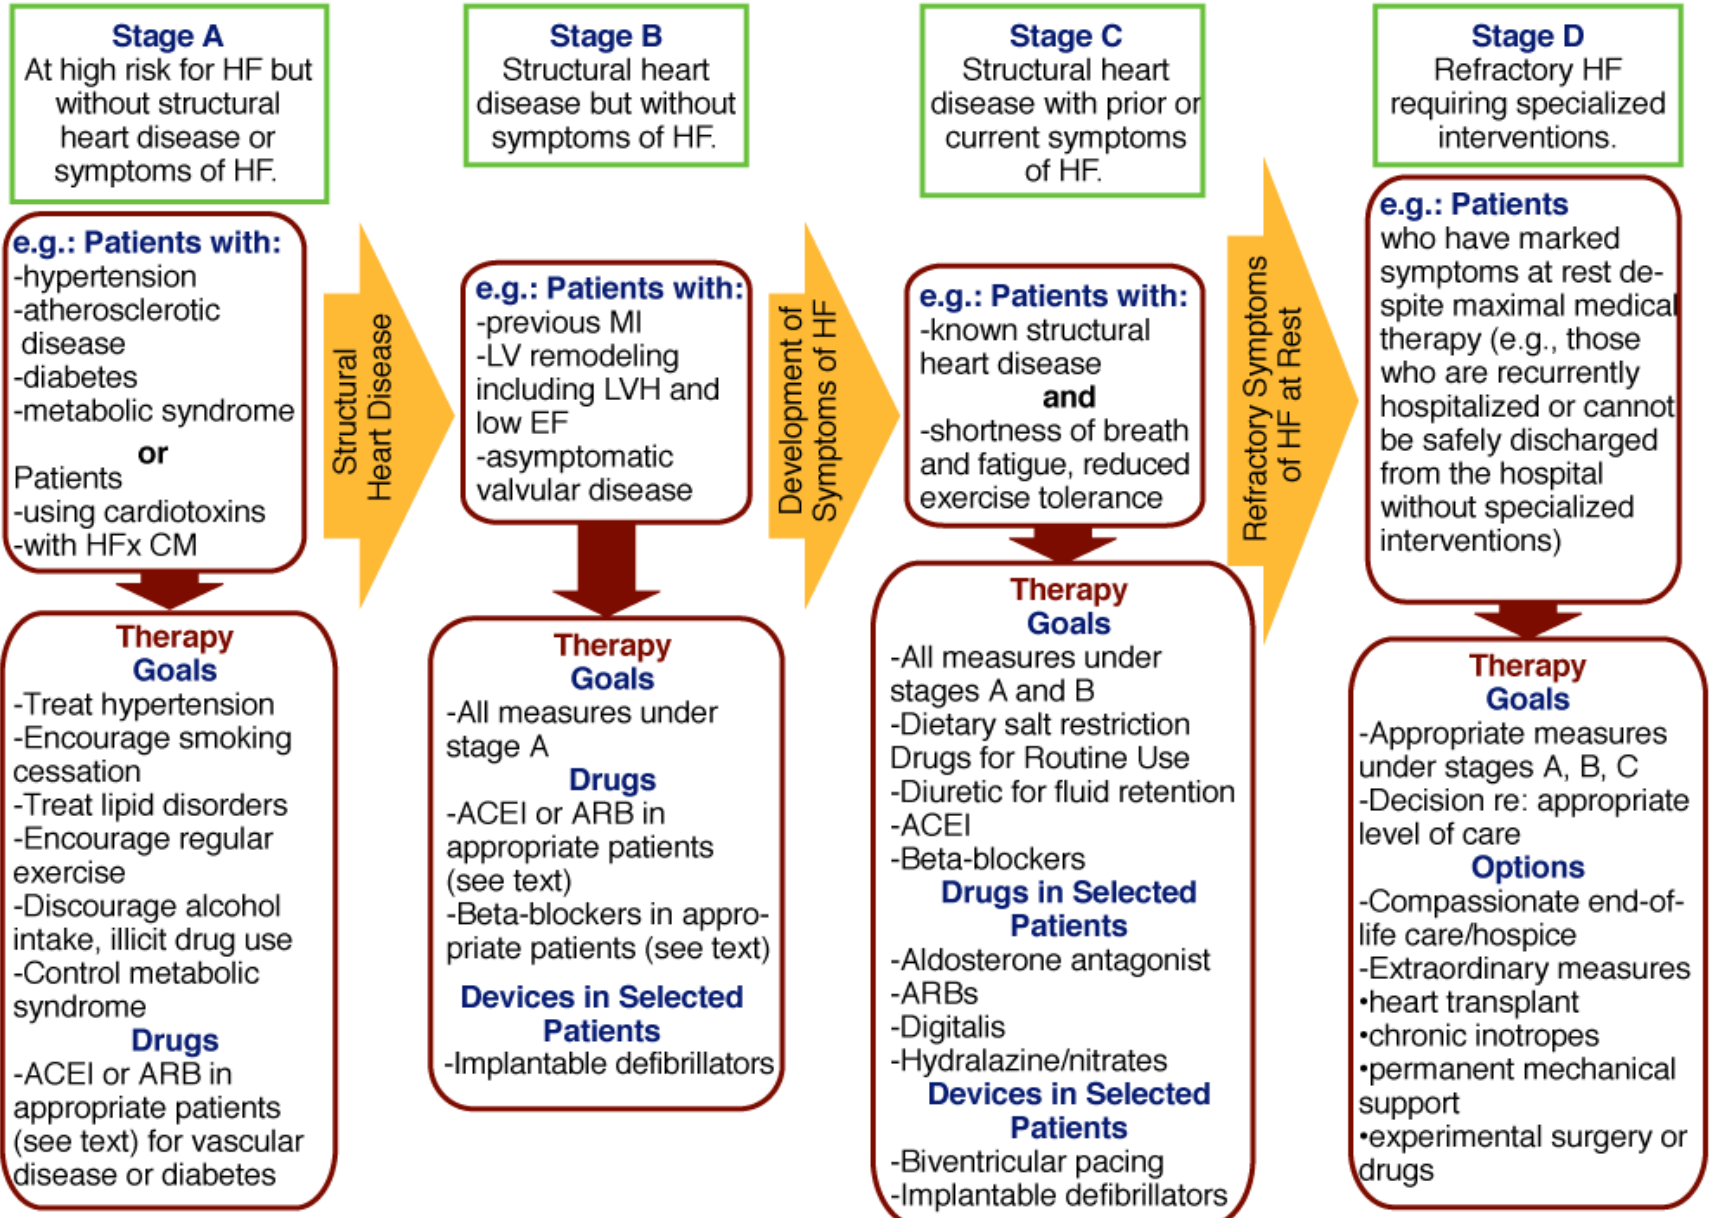 Stage A
At high risk for HF but
without structural
heart disease or
symptoms of HF.
e.g.: Patients with:
-hypertension
-atherosclerotic
disease
-diabetes
-metabolic syndrome
or
Patients
-using cardiotoxins
-with HFx CM
Therapy
Goals
-Treat hypertension
-Encourage smoking
cessation
-Treat lipid disorders
-Encourage regular
exercise
-Discourage alcohol
intake, illicit drug use
-Control metabolic
syndrome
Drugs
-ACEI or ARB in
appropriate patients
(see text) for vascular
disease or diabetes
Structural
Heart Disease
Stage B
Structural heart
disease but without
symptoms of HF.
e.g.: Patients with:
-previous MI
-LV remodeling
including LVH and
low EF
-asymptomatic
valvular disease
Therapy
Goals
-All measures under
stage A
Drugs
-ACEI or ARB in
appropriate patients
(see text)
-Beta-blockers in appro-
priate patients (see text)
Devices in Selected
Patients
-Implantable defibrillators
Development of
Symptoms of HF
Stage C
Structural heart
disease with prior or
current symptoms
of HF.
e.g.: Patients with:
-known structural
heart disease
and
-shortness of breath
and fatigue, reduced
exercise tolerance
Therapy
Goals
-All measures under
stages A and B
-Dietary salt restriction
Drugs for Routine Use
-Diuretic for fluid retention
-ACEI
-Beta-blockers
Drugs in Selected
Patients
-Aldosterone antagonist
-ARBs
-Digitalis
-Hydralazine/nitrates
Devices in Selected
Patients
-Biventricular pacing
-Implantable defibrillators
Refractory Symptoms
of HF at Rest
Stage D
Refractory HF
requiring specialized
interventions.
e.g.: Patients
who have marked
symptoms at rest de-
spite maximal medical
therapy (e.g., those
who are recurrently
hospitalized or cannot
be safely discharged
from the hospital
without specialized
interventions)
Therapy
Goals
-Appropriate measures
under stages A, B, C
-Decision re: appropriate
level of care
Options
-Compassionate end-of-
life care/hospice
-Extraordinary measures
•heart transplant
•chronic inotropes
•permanent mechanical
support
•experimental surgery or
drugs